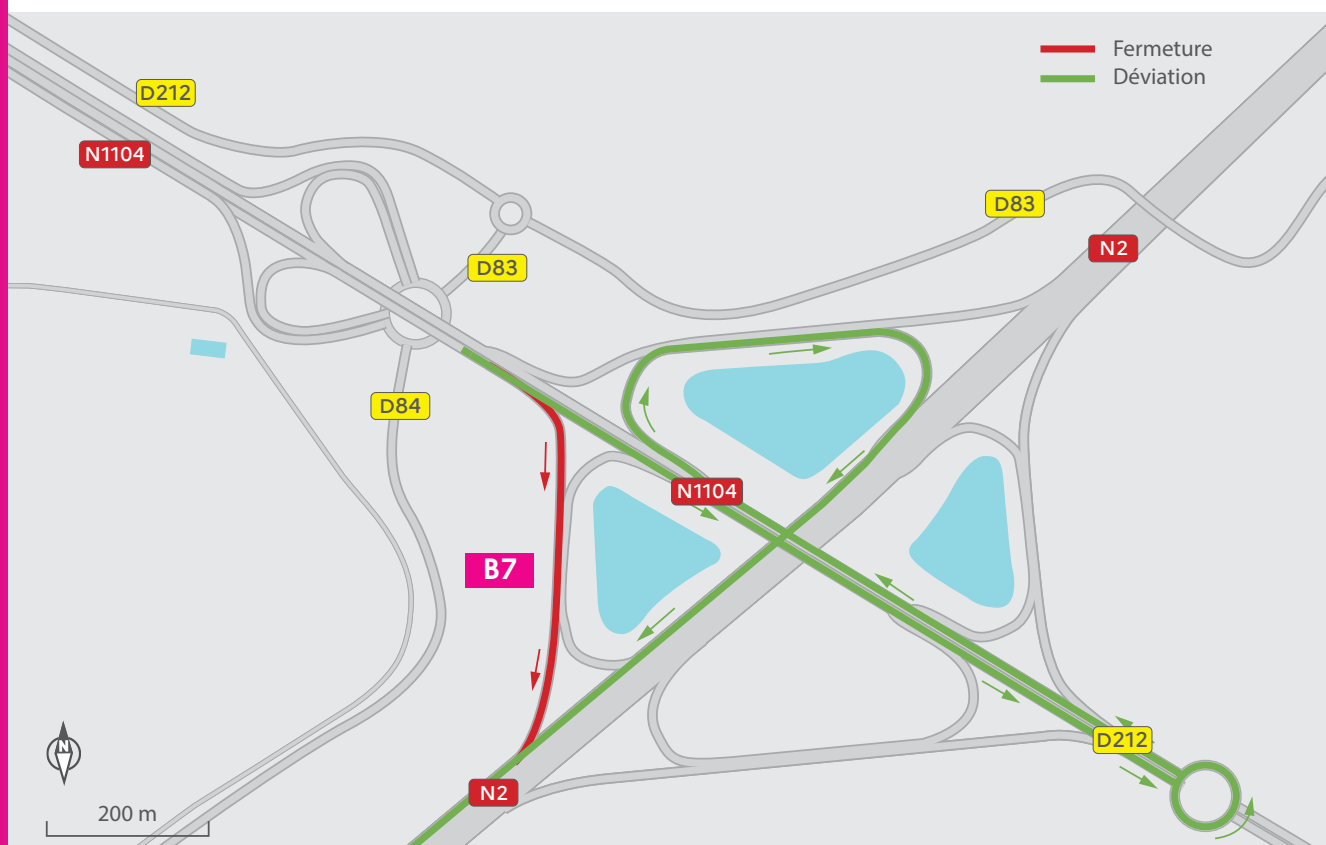 Fermeture
Déviation
D212
N1104
D83
D83
N2
D84
N1104
B7
D212
N
N2
200 m